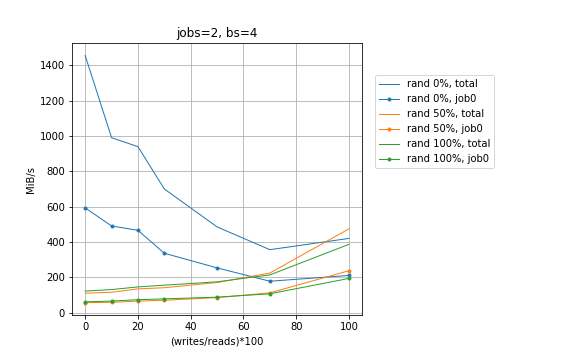 jobs=2, bs=4
1400
1200
1000
800
600
400
200
0
MiB/s
0
20
40
60
80
100
(writes/reads)*100
rand 0%, total
rand 0%, job0
rand 50%, total
rand 50%, job0
rand 100%, total
rand 100%, job0